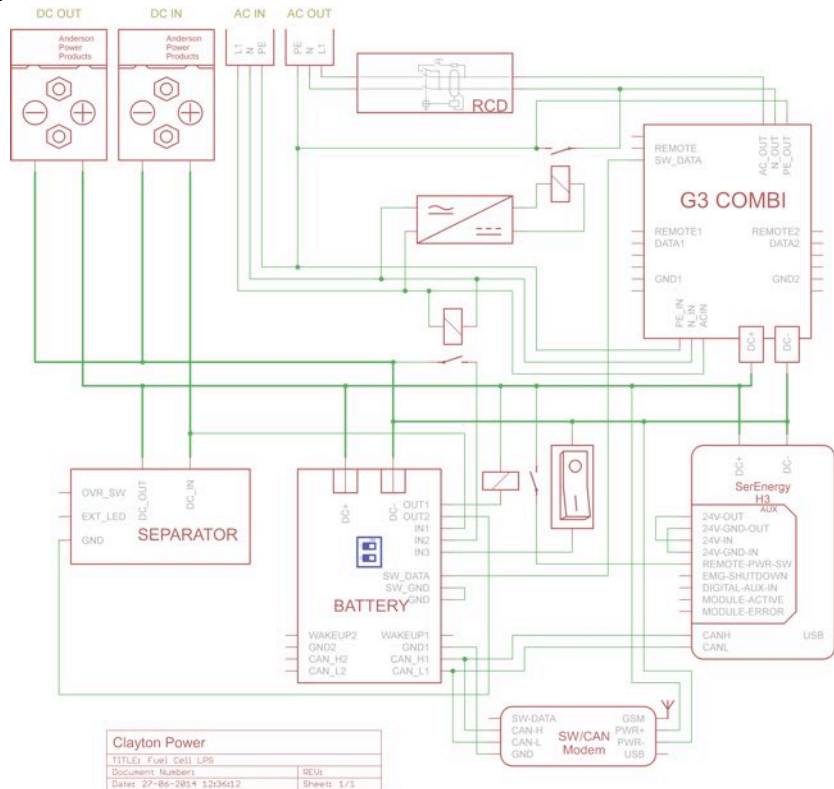 DC OUT DC IN AC IN AC OUT
Anderson
Power
Products
Anderson
Power
Products
L1 N PE
PE N L1
RCD
REMOTE
SW_DATA
AC_OUT
N_OUT
PE_OUT
G3 COMBI
REMOTE1
DATA1
REMOTE2
DATA2
GND1
GND2
PE_IN
N_IN
ACIN
DC+
DC-
OVR_SW
EXT_LED
GND
DC_OUT
DC_IN
SEPARATOR
DC+
DC-
OUT1
OUT2
IN1
IN2
IN3
SW_DATA
SW_GND
GND
BATTERY
WAKEUP2
GND2
CAN_H2
CAN_L2
WAKEUP1
GND1
CAN_H1
CAN_L1
DC+
DC-
SerEnergy
H3
AUX
24V-OUT
24V-GND-OUT
24V-IN
24V-GND-IN
REMOTE-PWR-SW
EMG-SHUTDOWN
DIGITAL-AUX-IN
MODULE-ACTIVE
MODULE-ERROR
CANH
CANL
USB
SW-DATA
CAN-H
CAN-L
GND
SW/CAN
Modem
GSM
PWR+
PWR-
USB
Clayton Power
TITLE: Fuel Cell LPS
Document Number:
REV:
Date: 27-06-2014 12:36:12
Sheet: 1/1